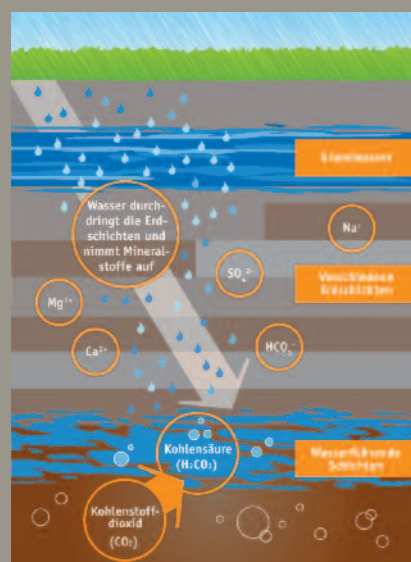 Grundwasser
Wasser durch-
dringt die Erd-
schichten und
nimmt Mineral-
stoffe auf
Na⁺
SO₄²⁻
Verschiedene
Erdschichten
Mg²⁺
Ca²⁺
HCO₃⁻
Kohlensäure
(H₂CO₃)
Wasserführende
Schichten
Kohlenstoff-
dioxid
(CO₂)